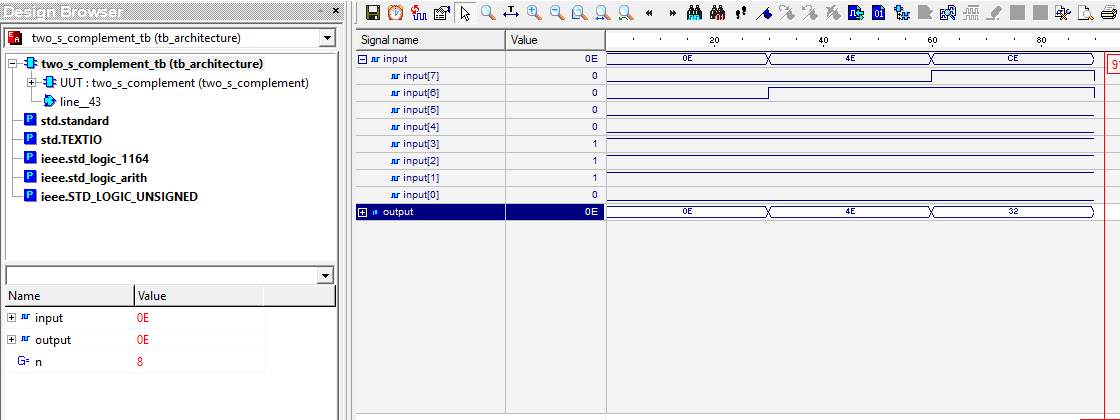 Design Browser
two_s_complement_tb (tb_architecture)
two_s_complement_tb (tb_architecture)
UUT : two_s_complement (two_s_complement)
line__43
std.standard
std.TEXTIO
ieee.std_logic_1164
ieee.std_logic_arith
ieee.STD_LOGIC_UNSIGNED
Name Value
input 0E
output 0E
n 8
Signal name Value 20 40 60 80
input 0E 0E 4E CE
input[7] 0
input[6] 0
input[5] 0
input[4] 0
input[3] 1
input[2] 1
input[1] 1
input[0] 0
output 0E 0E 4E 32